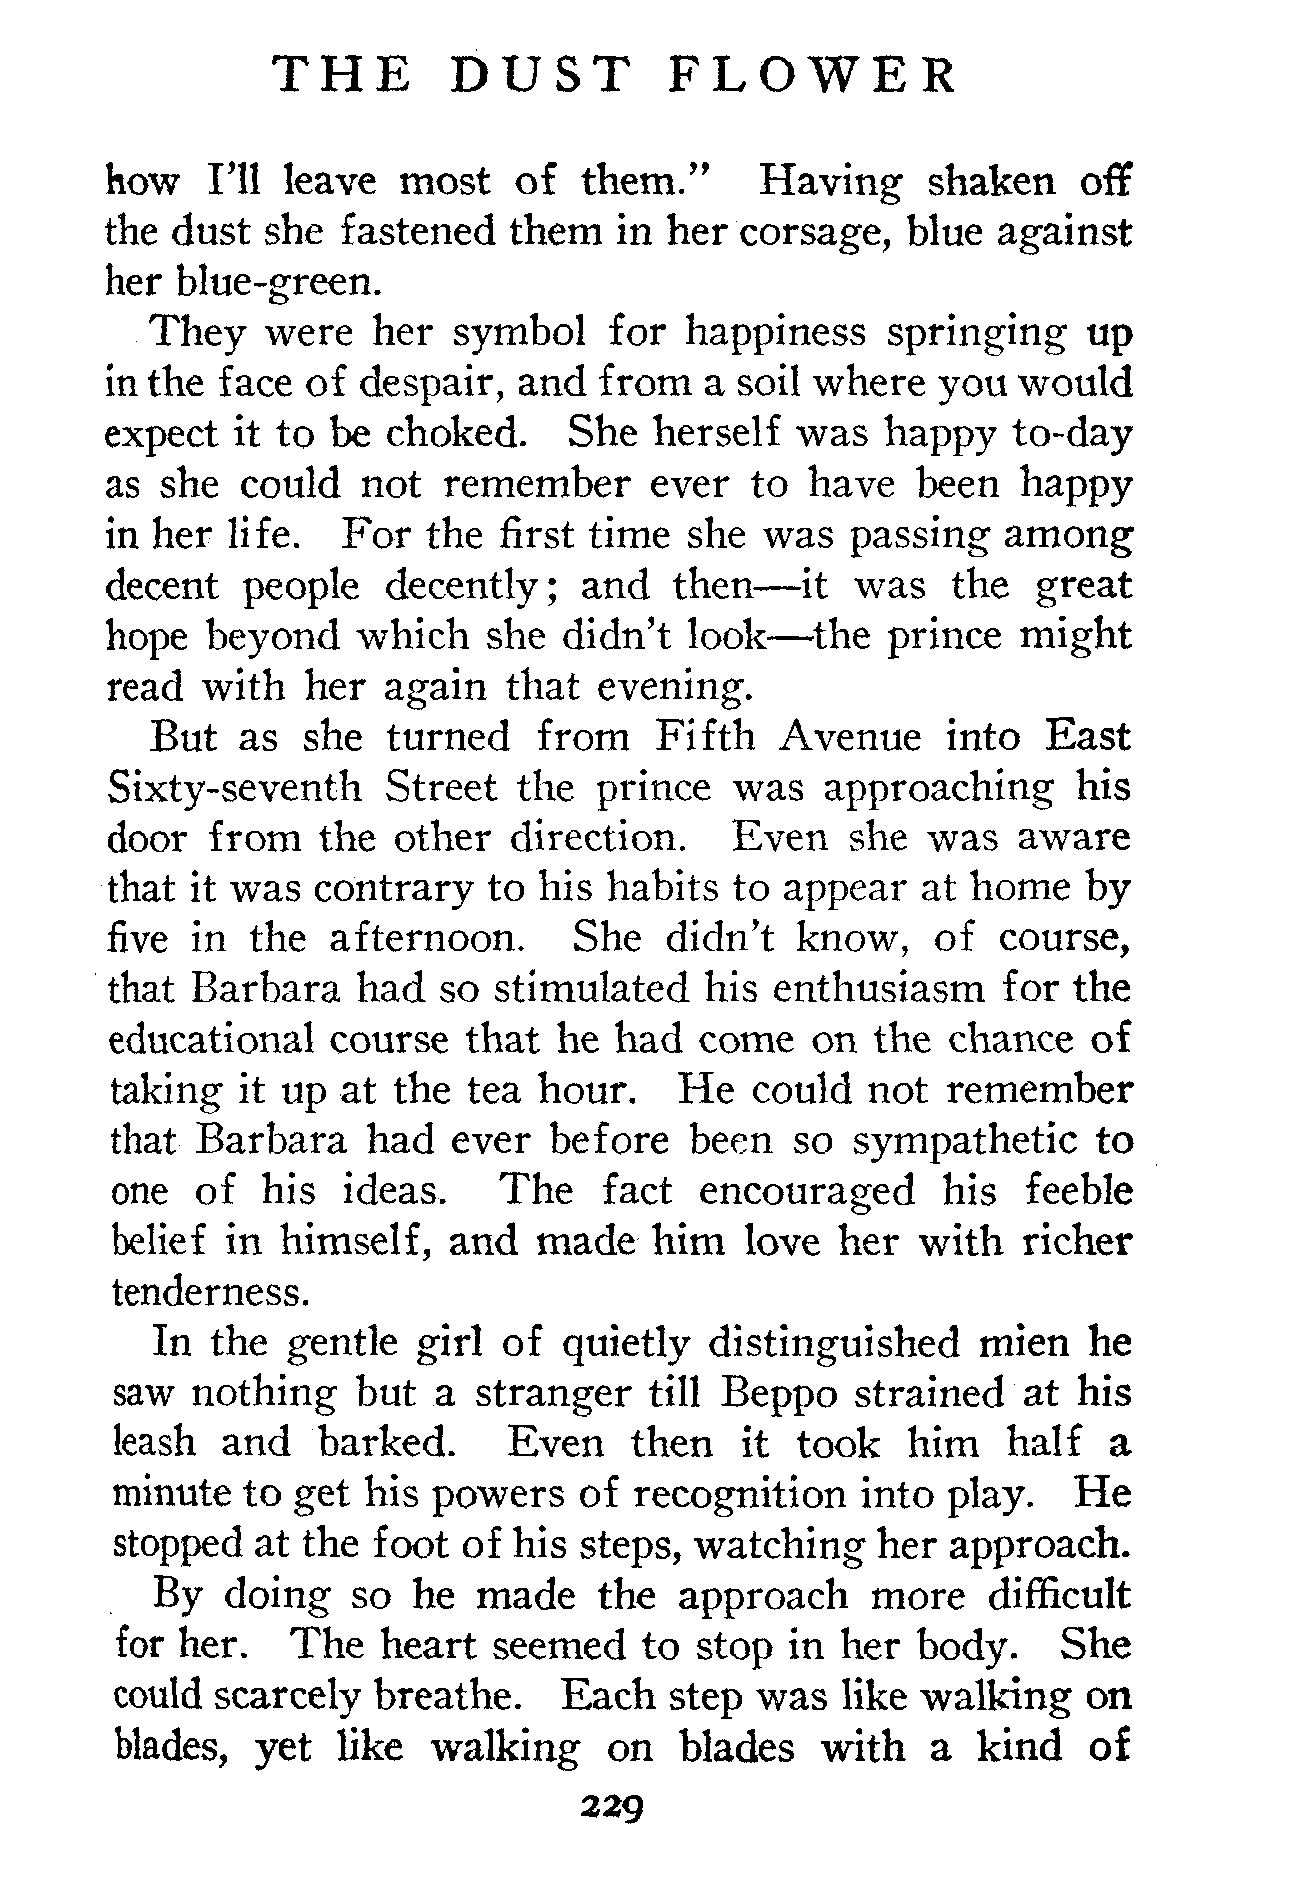 THE DUST FLOWER
how I'll leave most of them." Having shaken off
the dust she fastened them in her corsage, blue against
her blue-green.
They were her symbol for happiness springing up
in the face of despair, and from a soil where you would
expect it to be choked. She herself was happy to-day
as she could not remember ever to have been happy
in her life. For the first time she was passing among
decent people decently; and then—it was the great
hope beyond which she didn't look—the prince might
read with her again that evening.
But as she turned from Fifth Avenue into East
Sixty-seventh Street the prince was approaching his
door from the other direction. Even she was aware
that it was contrary to his habits to appear at home by
five in the afternoon. She didn't know, of course,
that Barbara had so stimulated his enthusiasm for the
educational course that he had come on the chance of
taking it up at the tea hour. He could not remember
that Barbara had ever before been so sympathetic to
one of his ideas. The fact encouraged his feeble
belief in himself, and made him love her with richer
tenderness.
In the gentle girl of quietly distinguished mien he
saw nothing but a stranger till Beppo strained at his
leash and barked. Even then it took him half a
minute to get his powers of recognition into play. He
stopped at the foot of his steps, watching her approach.
By doing so he made the approach more difficult
for her. The heart seemed to stop in her body. She
could scarcely breathe. Each step was like walking on
blades, yet like walking on blades with a kind of
229